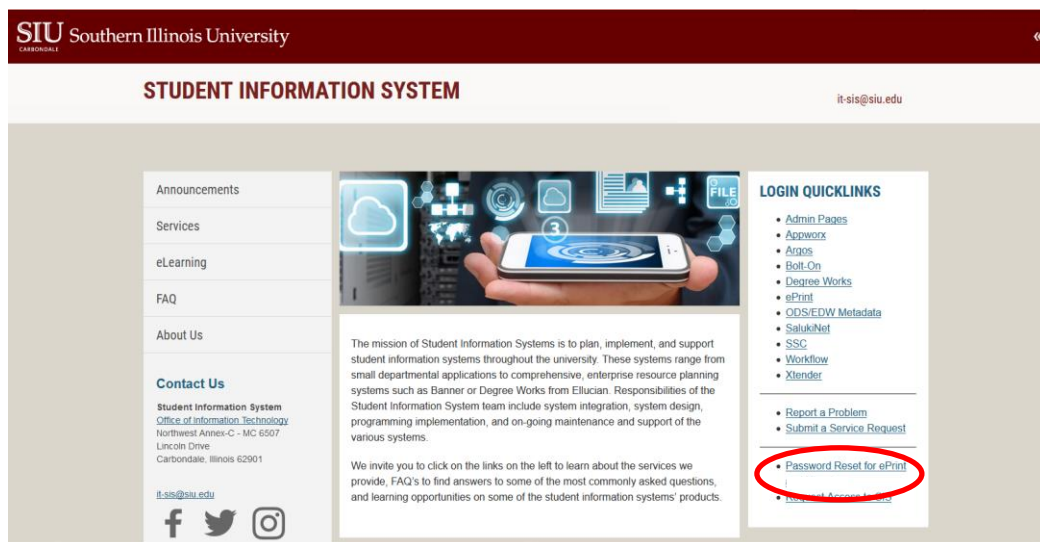 SIU Southern Illinois University
CARBONDALE
«
STUDENT INFORMATION SYSTEM
it-sis@siu.edu
Announcements
Services
eLearning
FAQ
About Us
Contact Us
Student Information System
Office of Information Technology
Northwest Annex-C - MC 6507
Lincoln Drive
Carbondale, Illinois 62901
it-sis@siu.edu
FILE
3
The mission of Student Information Systems is to plan, implement, and support
student information systems throughout the university. These systems range from
small departmental applications to comprehensive, enterprise resource planning
systems such as Banner or Degree Works from Ellucian. Responsibilities of the
Student Information System team include system integration, system design,
programming implementation, and on-going maintenance and support of the
various systems.
We invite you to click on the links on the left to learn about the services we
provide, FAQ's to find answers to some of the most commonly asked questions,
and learning opportunities on some of the student information systems' products.
LOGIN QUICKLINKS
Admin Pages
Appworx
Argos
Bolt-On
Degree Works
ePrint
ODS/EDW Metadata
SalukiNet
SSC
Workflow
Xtender
Report a Problem
Submit a Service Request
Password Reset for ePrint
Request Access to SIS